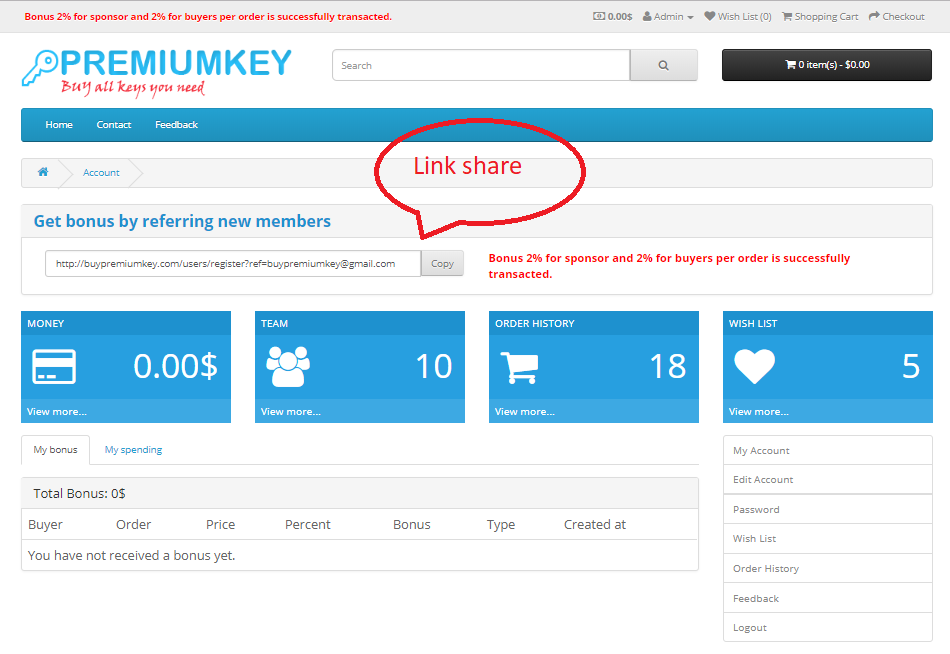 Bonus 2% for sponsor and 2% for buyers per order is successfully transacted.
0.00$ Admin Wish List (0) Shopping Cart Checkout
PREMIUMKEY
Buy all keys you need
Search
0 item(s) - $0.00
Home Contact Feedback
Link share
Account
Get bonus by referring new members
http://buypremiumkey.com/users/register?ref=buypremiumkey@gmail.com Copy
Bonus 2% for sponsor and 2% for buyers per order is successfully
transacted.
MONEY
0.00$
View more...
TEAM
10
View more...
ORDER HISTORY
18
View more...
WISH LIST
5
View more...
My bonus My spending
Total Bonus: 0$
Buyer Order Price Percent Bonus Type Created at
You have not received a bonus yet.
My Account
Edit Account
Password
Wish List
Order History
Feedback
Logout